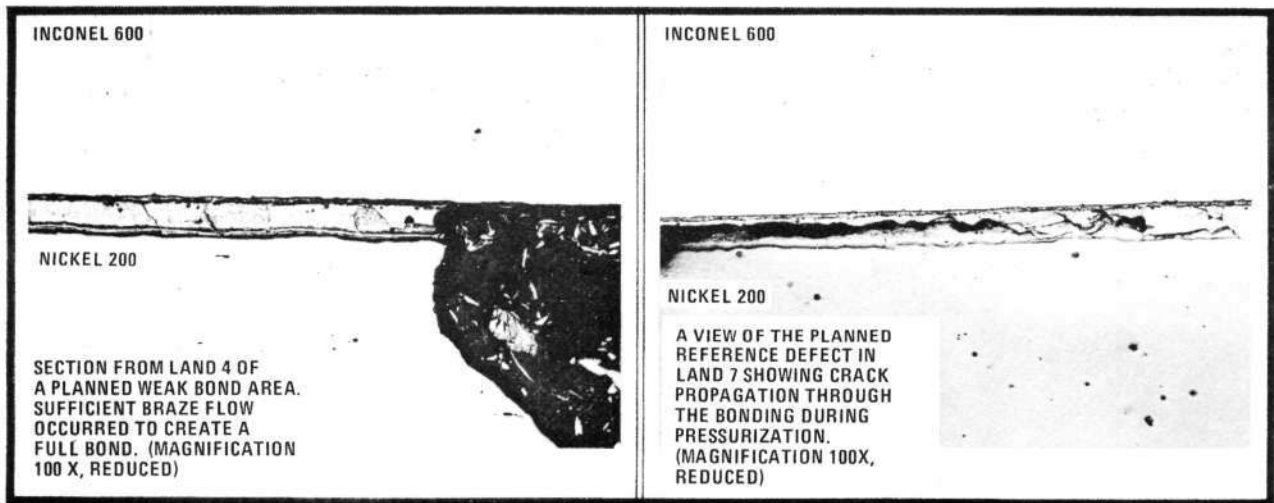 INCONEL 600
NICKEL 200
SECTION FROM LAND 4 OF
A PLANNED WEAK BOND AREA.
SUFFICIENT BRAZE FLOW
OCCURRED TO CREATE A
FULL BOND. (MAGNIFICATION
100 X, REDUCED)
INCONEL 600
NICKEL 200
A VIEW OF THE PLANNED
REFERENCE DEFECT IN
LAND 7 SHOWING CRACK
PROPAGATION THROUGH
THE BONDING DURING
PRESSURIZATION.
(MAGNIFICATION 100X,
REDUCED)